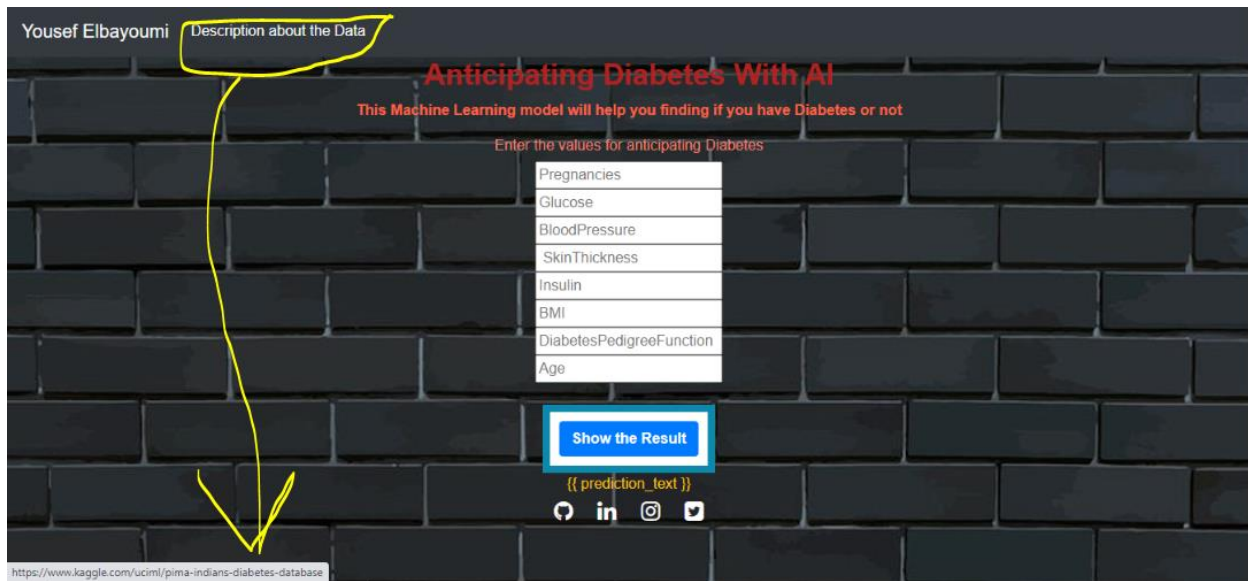 Yousef Elbayoumi Description about the Data
Anticipating Diabetes With AI
This Machine Learning model will help you finding if you have Diabetes or not
Enter the values for anticipating Diabetes
Pregnancies
Glucose
BloodPressure
SkinThickness
Insulin
BMI
DiabetesPedigreeFunction
Age
Show the Result
{{ prediction_text }}
https://www.kaggle.com/uciml/pima-indians-diabetes-database